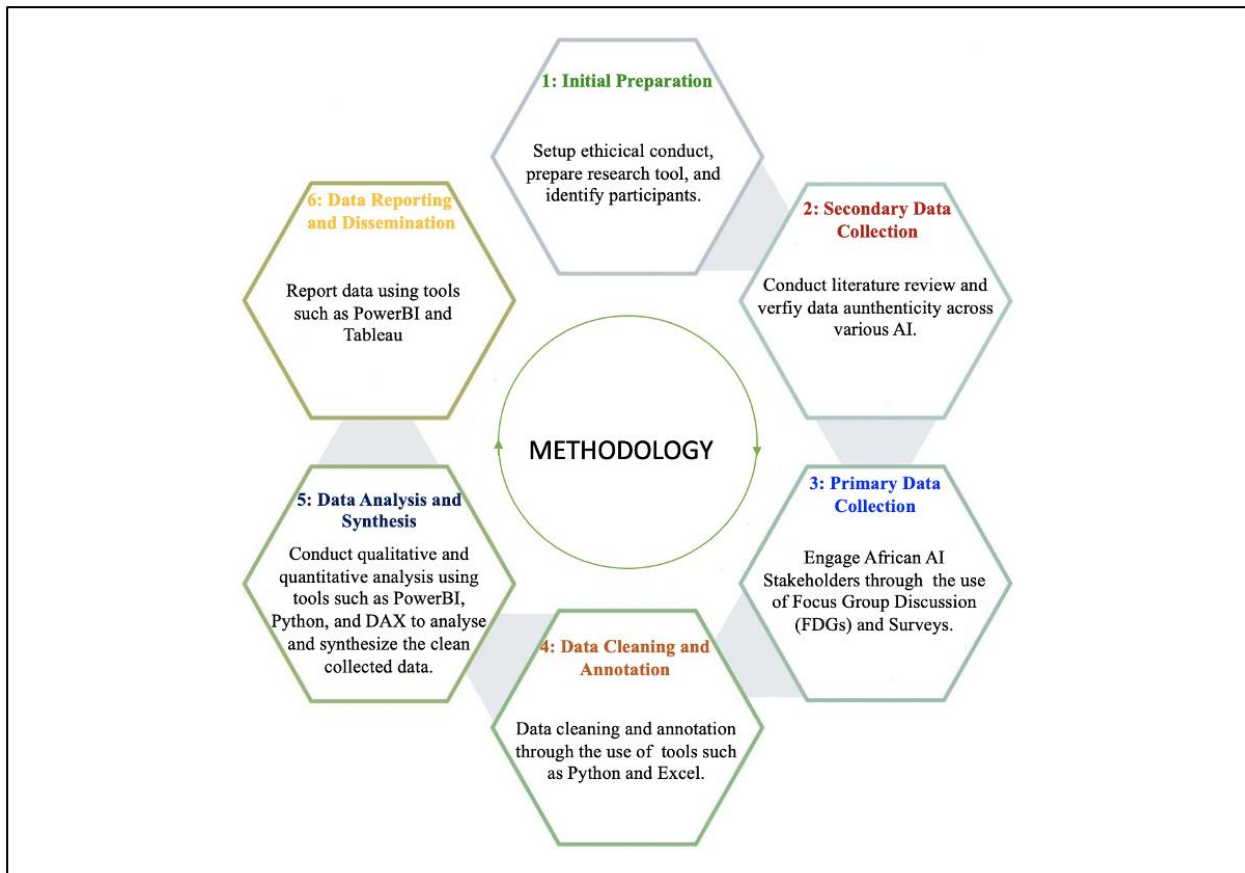 1: Initial Preparation
Setup ethicical conduct,
prepare research tool, and
identify participants.
2: Secondary Data
Collection
Conduct literature review and
verfiy data aunthenticity across
various AI.
3: Primary Data
Collection
Engage African AI
Stakeholders through the use
of Focus Group Discussion
(FDGs) and Surveys.
4: Data Cleaning and
Annotation
Data cleaning and annotation
through the use of tools such
as Python and Excel.
5: Data Analysis and
Synthesis
Conduct qualitative and
quantitative analysis using
tools such as PowerBI,
Python, and DAX to analyse
and synthesize the clean
collected data.
6: Data Reporting
and Dissemination
Report data using tools
such as PowerBI and
Tableau
METHODOLOGY